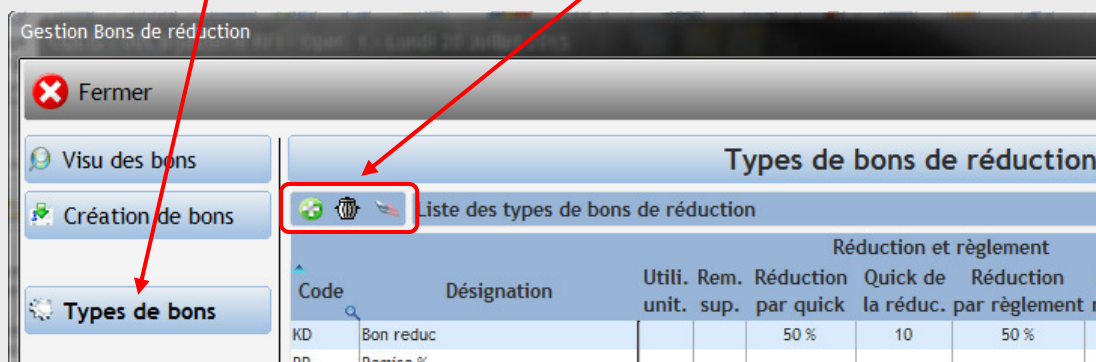 Gestion Bons de réduction
Fermer
Visu des bons
Création de bons
Types de bons
Types de bons de réduction
Liste des types de bons de réduction
Réduction et règlement
Code Désignation Utili. unit. Rem. sup. Réduction par quick Quick de la réduc. Réduction par règlement
KD Bon reduc 50 % 10 50 %
Remise %